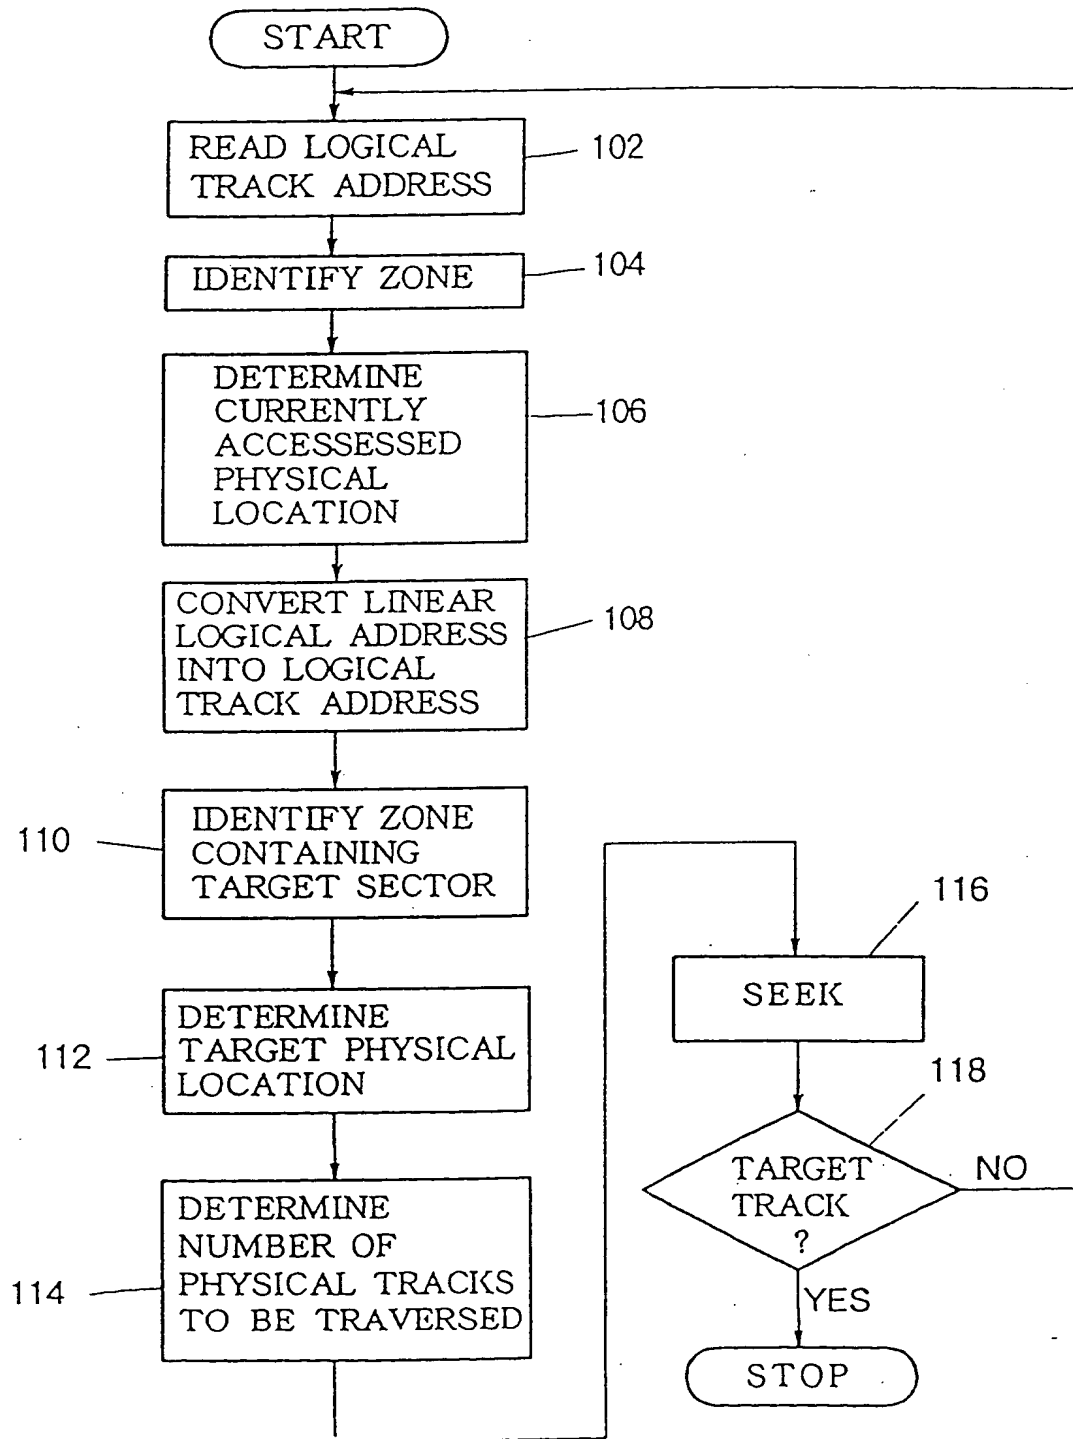 START
READ LOGICAL
TRACK ADDRESS
102
IDENTIFY ZONE
104
DETERMINE
CURRENTLY
ACCESSESSED
PHYSICAL
LOCATION
106
CONVERT LINEAR
LOGICAL ADDRESS
INTO LOGICAL
TRACK ADDRESS
108
110
IDENTIFY ZONE
CONTAINING
TARGET SECTOR
112
DETERMINE
TARGET PHYSICAL
LOCATION
114
DETERMINE
NUMBER OF
PHYSICAL TRACKS
TO BE TRAVERSED
116
SEEK
118
TARGET
TRACK
?
NO
YES
STOP